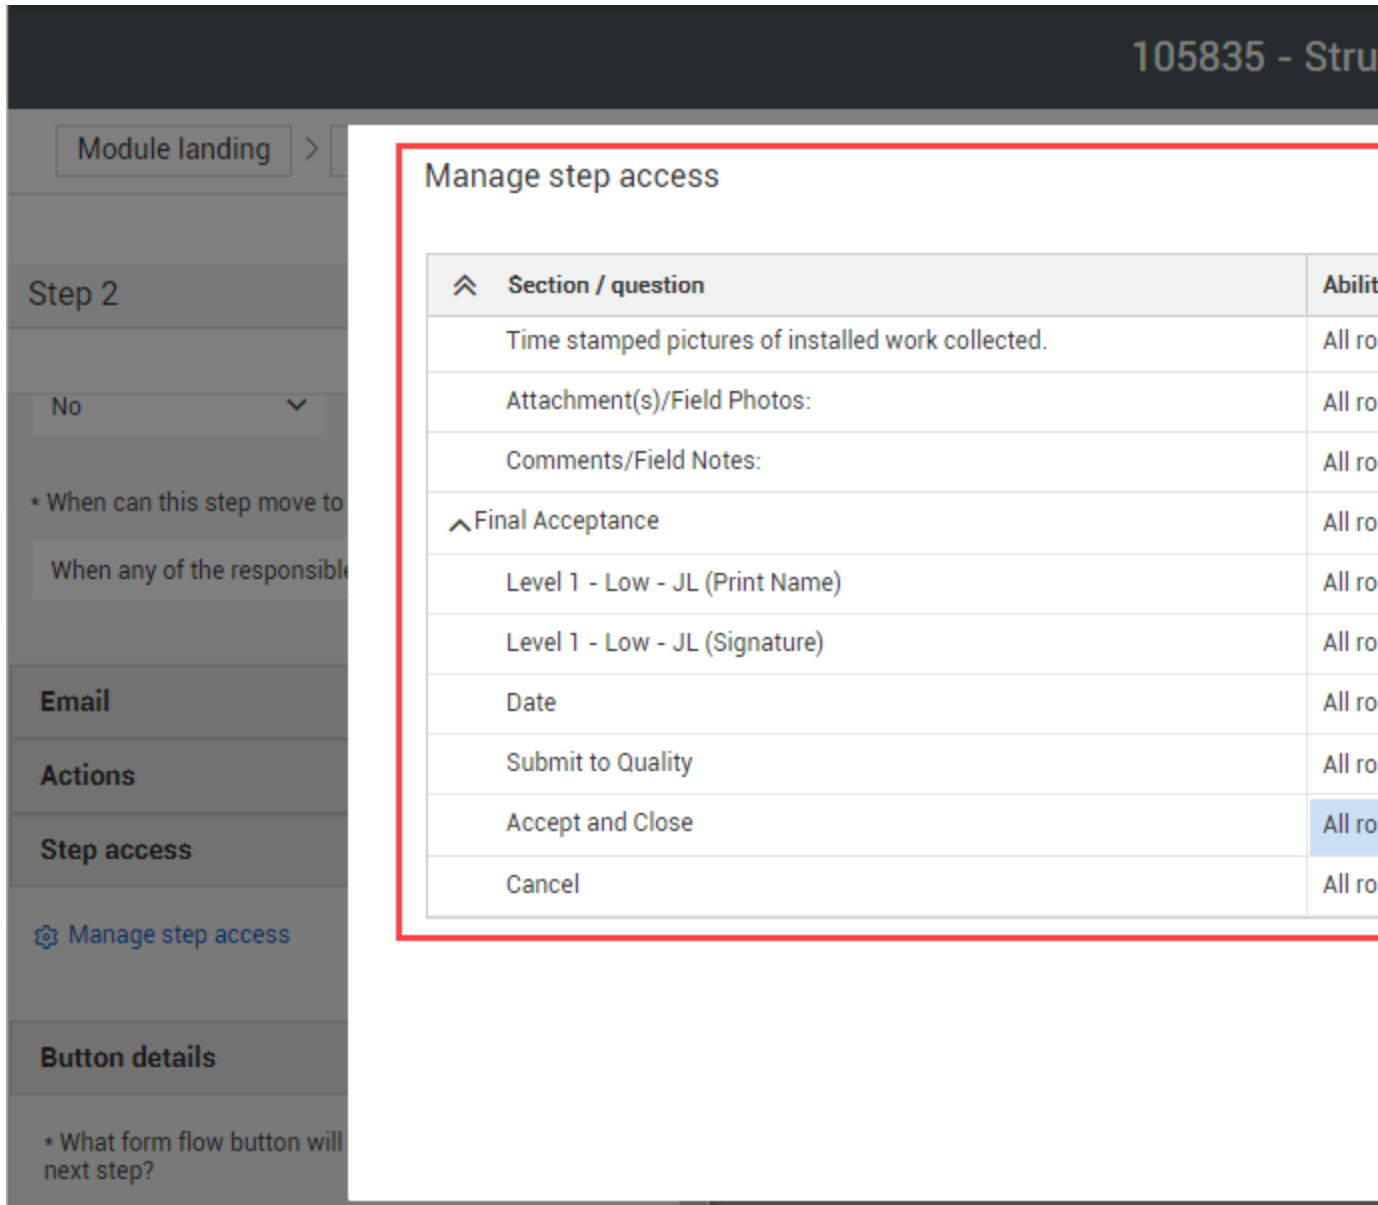 105835 - Stru
Module landing >
Manage step access
Section / question
Abilit
Step 2
Time stamped pictures of installed work collected.
All ro
No
Attachment(s)/Field Photos:
All ro
Comments/Field Notes:
All ro
* When can this step move to
Final Acceptance
All ro
When any of the responsible
Level 1 - Low - JL (Print Name)
All ro
Level 1 - Low - JL (Signature)
All ro
Email
Date
All ro
Actions
Submit to Quality
All ro
Step access
Accept and Close
All ro
Cancel
All ro
Manage step access
Button details
* What form flow button will
next step?